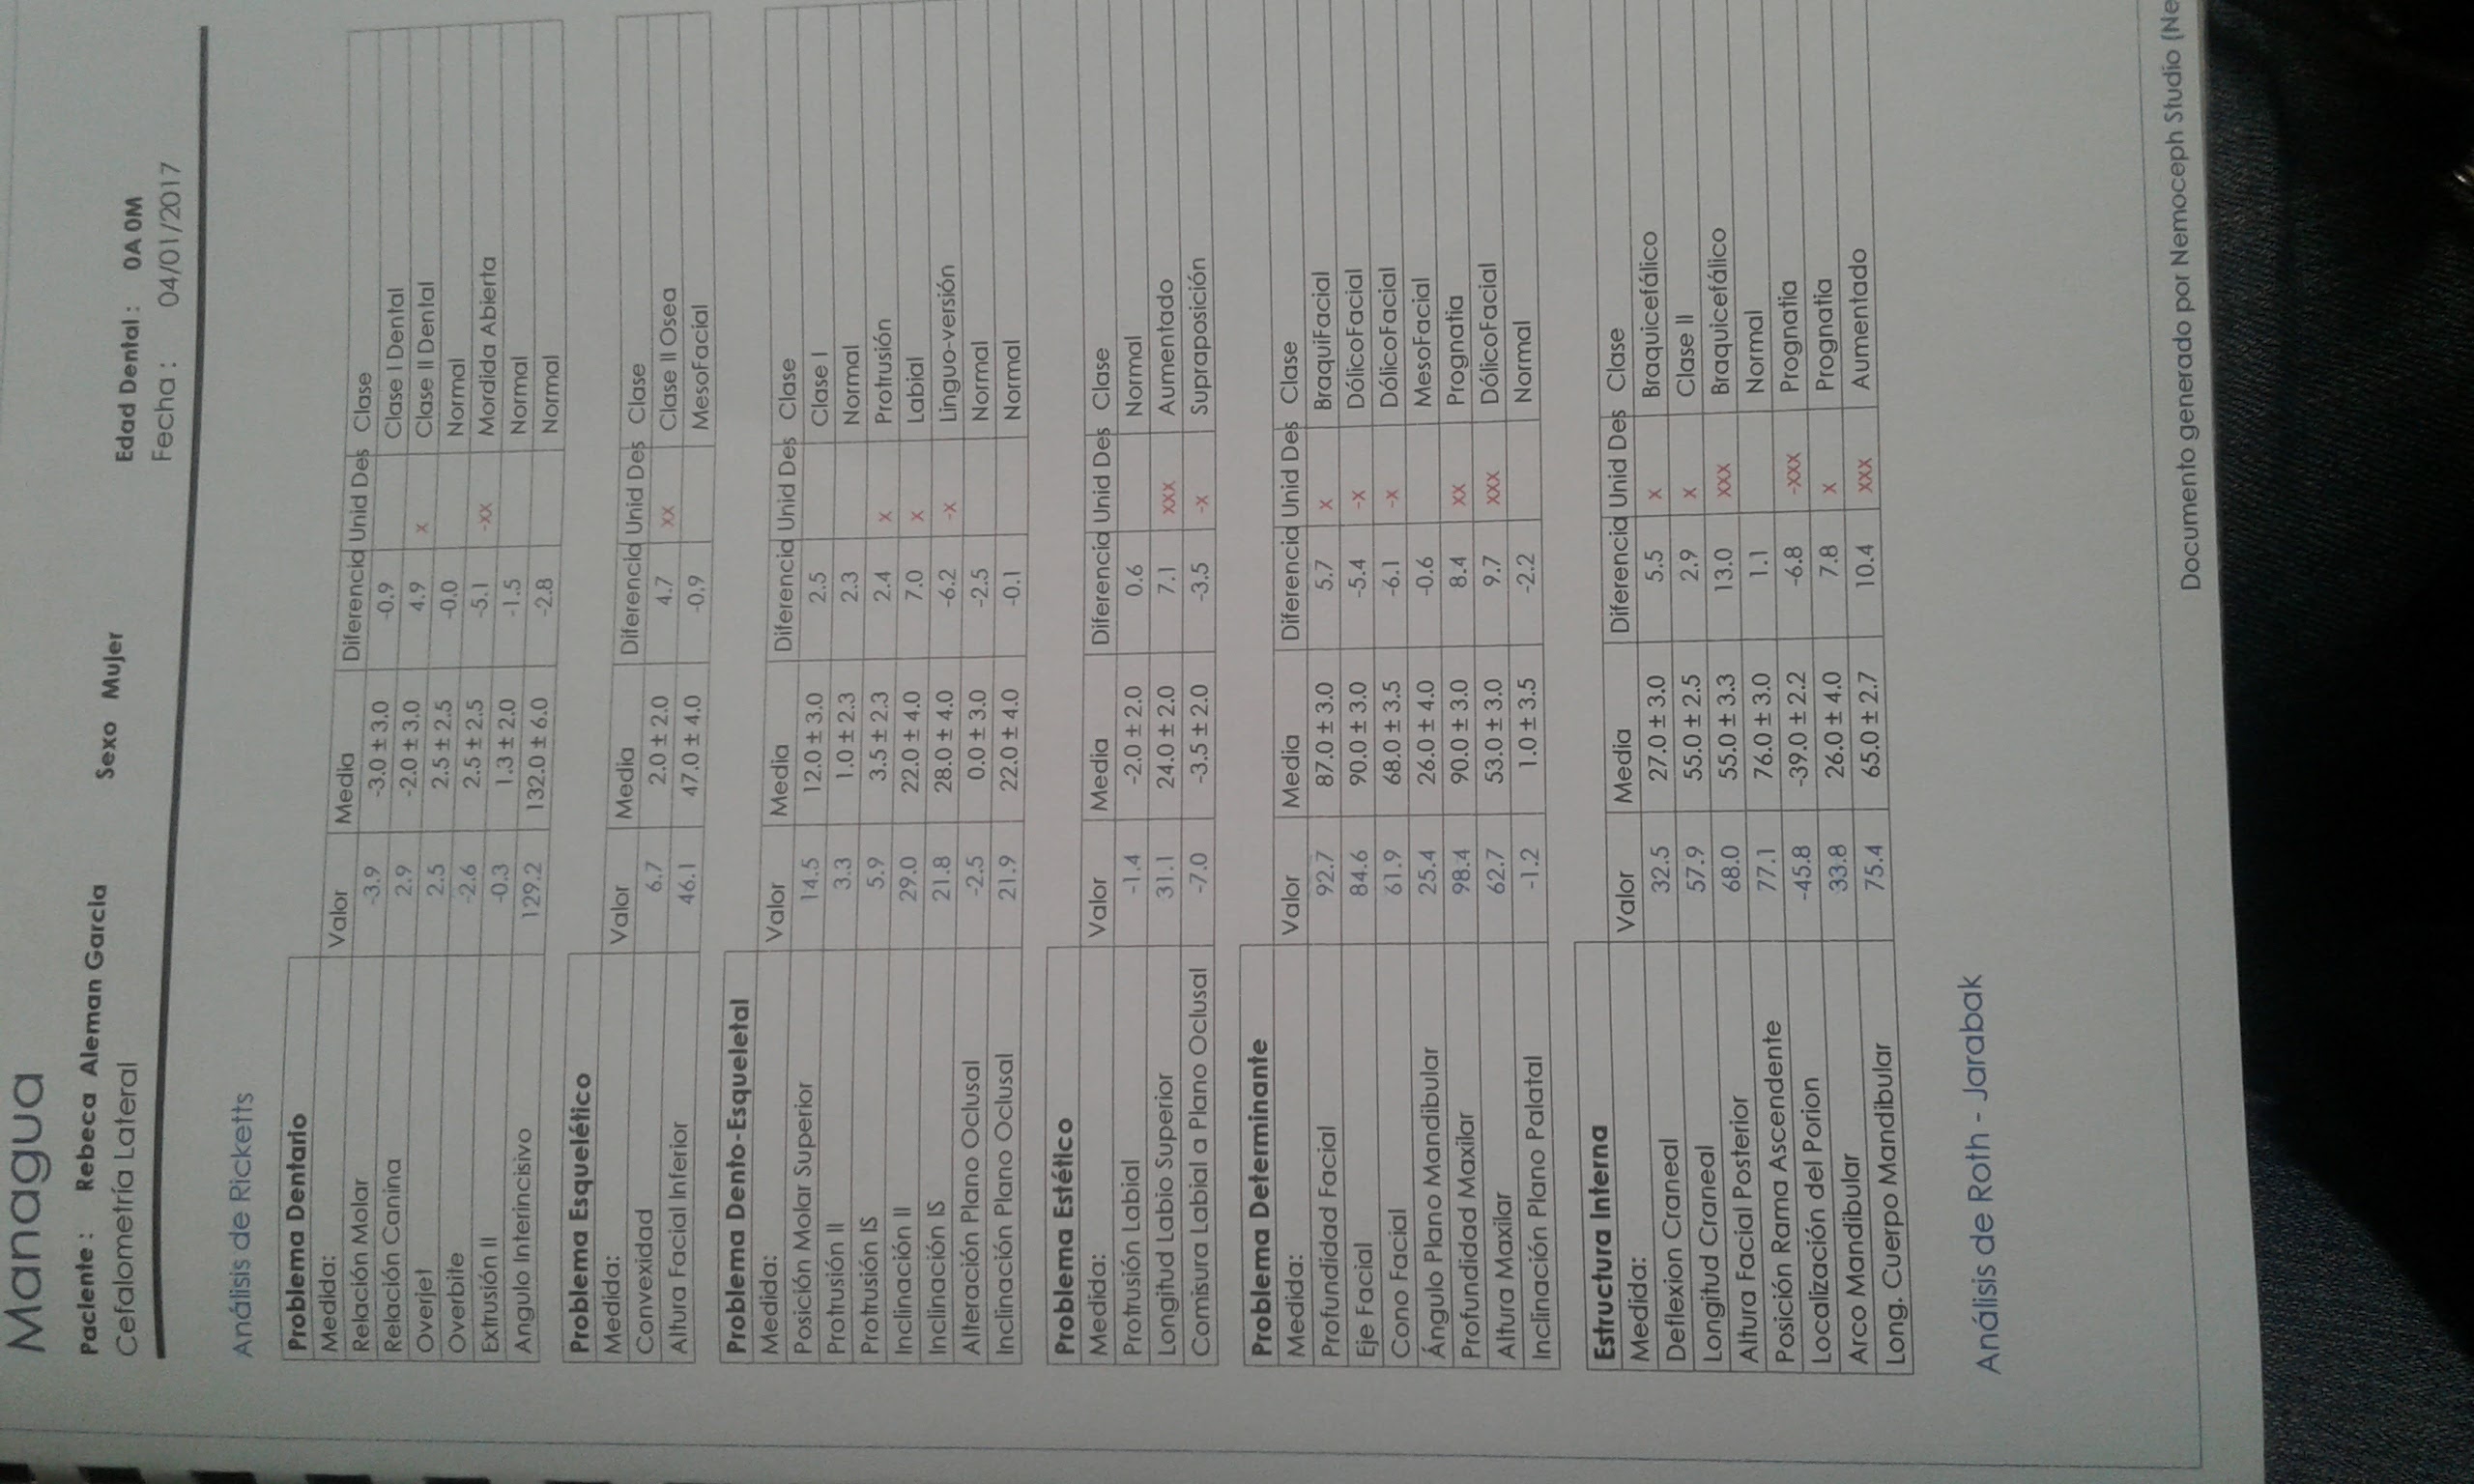 Managua
Paciente : Rebeca Aleman Garcia Sexo Mujer Edad Dental : 0A 0M
Cefalometría Lateral Fecha : 04/01/2017
Análisis de Ricketts
Problema Dentario
Medida: Valor Media Diferencia Unid Des Clase
Relación Molar -3.9 -3.0 ± 3.0 -0.9 Clase I Dental
Relación Canina 2.9 -2.0 ± 3.0 4.9 x Clase II Dental
Overjet 2.5 2.5 ± 2.5 -0.0 Normal
Overbite -2.6 2.5 ± 2.5 -5.1 -xx Mordida Abierta
Extrusión II -0.3 1.3 ± 2.0 -1.5 Normal
Angulo Interincisivo 129.2 132.0 ± 6.0 -2.8 Normal
Problema Esquelético
Medida: Valor Media Diferencia Unid Des Clase
Convexidad 6.7 2.0 ± 2.0 4.7 xx Clase II Osea
Altura Facial Inferior 46.1 47.0 ± 4.0 -0.9 MesoFacial
Problema Dento-Esqueletal
Medida: Valor Media Diferencia Unid Des Clase
Posición Molar Superior 14.5 12.0 ± 3.0 2.5 Clase I
Protrusión II 3.3 1.0 ± 2.3 2.3 Normal
Protrusión IS 5.9 3.5 ± 2.3 2.4 x Protrusión
Inclinación II 29.0 22.0 ± 4.0 7.0 x Labial
Inclinación IS 21.8 28.0 ± 4.0 -6.2 -x Linguo-versión
Alteración Plano Oclusal -2.5 0.0 ± 3.0 -2.5 Normal
Inclinación Plano Oclusal 21.9 22.0 ± 4.0 -0.1 Normal
Problema Estético
Medida: Valor Media Diferencia Unid Des Clase
Protrusión Labial -1.4 -2.0 ± 2.0 0.6 Normal
Longitud Labio Superior 31.1 24.0 ± 2.0 7.1 xxx Aumentado
Comisura Labial a Plano Oclusal -7.0 -3.5 ± 2.0 -3.5 -x Supraposición
Problema Determinante
Medida: Valor Media Diferencia Unid Des Clase
Profundidad Facial 92.7 87.0 ± 3.0 5.7 x BraquiFacial
Eje Facial 84.6 90.0 ± 3.0 -5.4 -x DólicoFacial
Cono Facial 61.9 68.0 ± 3.5 -6.1 -x DólicoFacial
Ángulo Plano Mandibular 25.4 26.0 ± 4.0 -0.6 MesoFacial
Profundidad Maxilar 98.4 90.0 ± 3.0 8.4 xx Prognatia
Altura Maxilar 62.7 53.0 ± 3.0 9.7 xxx DólicoFacial
Inclinación Plano Palatal -1.2 1.0 ± 3.5 -2.2 Normal
Estructura Interna
Medida: Valor Media Diferencia Unid Des Clase
Deflexion Craneal 32.5 27.0 ± 3.0 5.5 x Braquicefálico
Longitud Craneal 57.9 55.0 ± 2.5 2.9 x Clase II
Altura Facial Posterior 68.0 55.0 ± 3.3 13.0 xxx Braquicefálico
Posición Rama Ascendente 77.1 76.0 ± 3.0 1.1 Normal
Localización del Porion -45.8 -39.0 ± 2.2 -6.8 -xxx Prognatia
Arco Mandibular 33.8 26.0 ± 4.0 7.8 x Prognatia
Long. Cuerpo Mandibular 75.4 65.0 ± 2.7 10.4 xxx Aumentado
Análisis de Roth - Jarabak
Documento generado por Nemoceph Studio (Ne